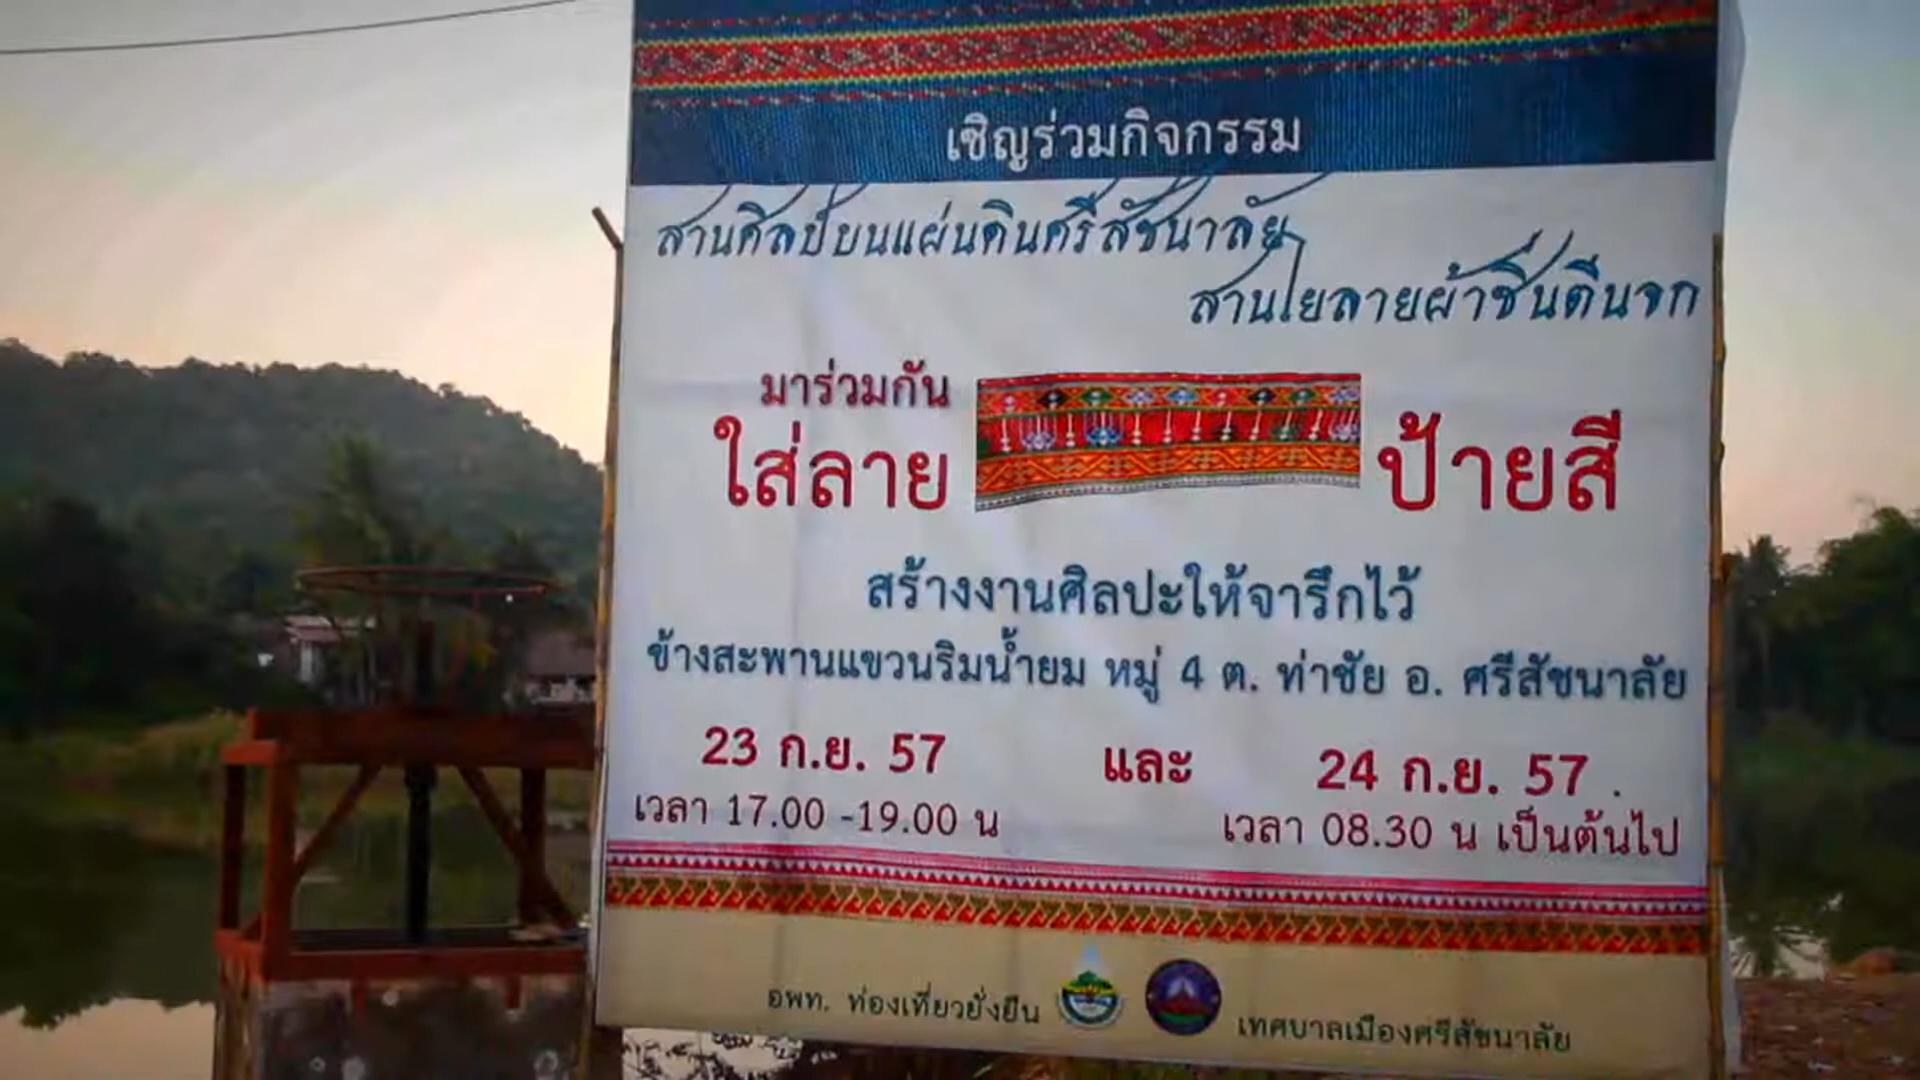 เชิญร่วมกิจกรรม
สานศิลป์บนแผ่นดินศรีสัชนาลัย
สานใยลายผ้าซิ่นตีนจก
มาร่วมกัน
ใส่ลาย ป้ายสี
สร้างงานศิลปะให้จารึกไว้
ข้างสะพานแขวนริมน้ำยม หมู่ 4 ต. ท่าชัย อ. ศรีสัชนาลัย
23 ก.ย. 57 และ 24 ก.ย. 57 .
เวลา 17.00 -19.00 น เวลา 08.30 น เป็นต้นไป
อพท. ท่องเที่ยวยั่งยืน เทศบาลเมืองศรีสัชนาลัย